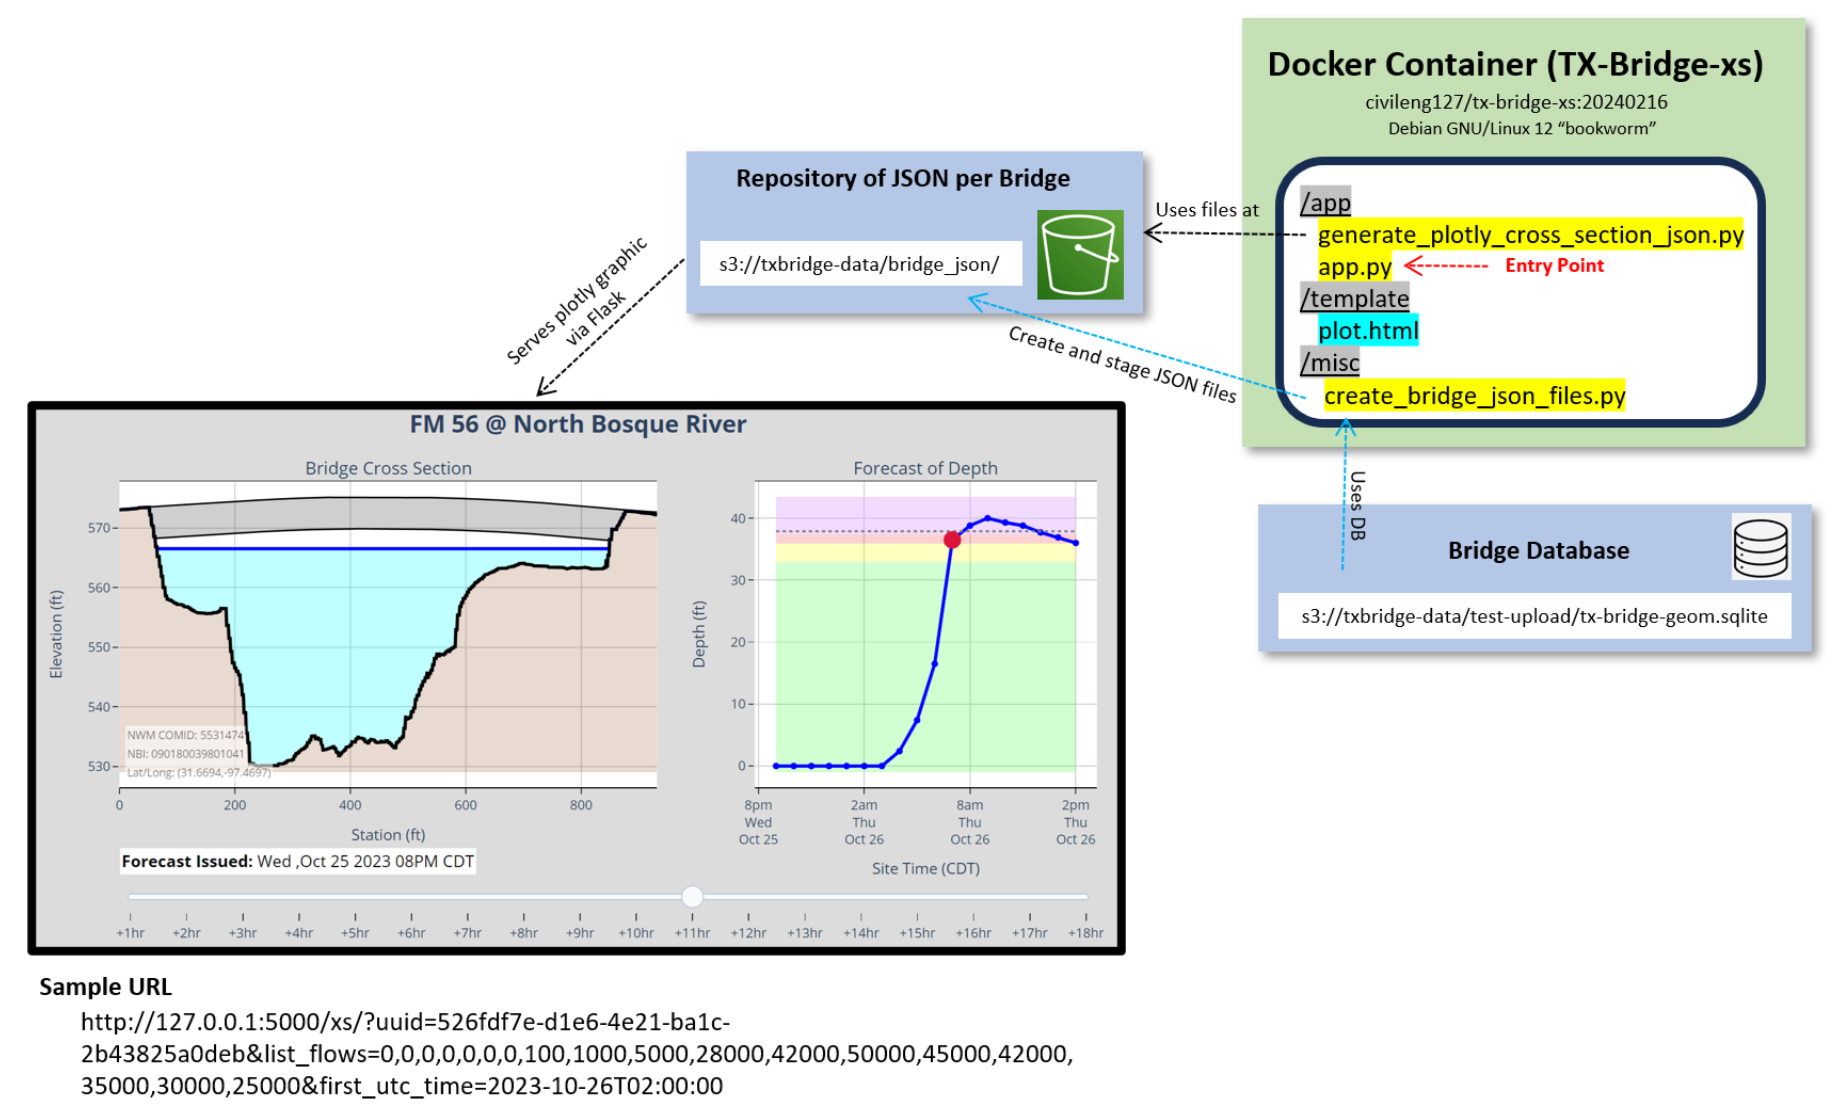 Docker Container (TX-Bridge-xs)
civileng127/tx-bridge-xs:20240216
Debian GNU/Linux 12 “bookworm”
/app
generate_plotly_cross_section_json.py
app.py
Entry Point
/template
plot.html
/misc
create_bridge_json_files.py
Uses files at
Repository of JSON per Bridge
s3://txbridge-data/bridge_json/
Create and stage JSON files
Serves plotly graphic
via Flask
Uses DB
Bridge Database
s3://txbridge-data/test-upload/tx-bridge-geom.sqlite
FM 56 @ North Bosque River
Bridge Cross Section
Elevation (ft)
570
560
550
540
530
NWM COMID: 5531474
NBI: 090180039801041
Lat/Long: (31.6694,-97.4697)
0 200 400 600 800
Station (ft)
Forecast of Depth
Depth (ft)
40
30
20
10
0
8pm 2am 8am 2pm
Wed Thu Thu Thu
Oct 25 Oct 26 Oct 26 Oct 26
Site Time (CDT)
Forecast Issued: Wed ,Oct 25 2023 08PM CDT
+1hr +2hr +3hr +4hr +5hr +6hr +7hr +8hr +9hr +10hr +11hr +12hr +13hr +14hr +15hr +16hr +17hr +18hr
Sample URL
http://127.0.0.1:5000/xs/?uuid=526fdf7e-d1e6-4e21-ba1c-
2b43825a0deb&list_flows=0,0,0,0,0,0,0,100,1000,5000,28000,42000,50000,45000,42000,
35000,30000,25000&first_utc_time=2023-10-26T02:00:00